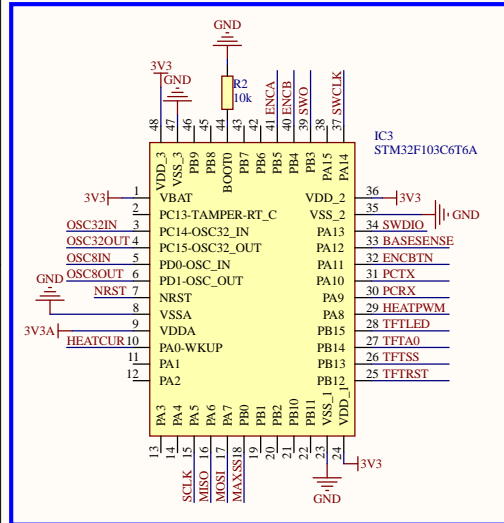 GND
3V3
GND
R2
10k
ENCA
ENCB
SWO
SWCLK
48
47
46
45
44
43
42
41
40
39
38
37
IC3
STM32F103C6T6A
VDD_3
VSS_3
PB9
PB8
BOOT0
PB7
PB6
PB5
PB4
PB3
PA15
PA14
3V3 1 VBAT
2 PC13-TAMPER-RT_C
OSC32IN 3 PC14-OSC32_IN
OSC32OUT 4 PC15-OSC32_OUT
OSC8IN 5 PD0-OSC_IN
OSC8OUT 6 PD1-OSC_OUT
GND
NRST 7 NRST
8 VSSA
3V3A 9 VDDA
HEATCUR 10 PA0-WKUP
11 PA1
12 PA2
VDD_2 36 3V3
VSS_2 35 GND
PA13 34 SWDIO
PA12 33 BASESENSE
PA11 32 ENCBTN
PA10 31 PCTX
PA9 30 PCRX
PA8 29 HEATPWM
PB15 28 TFTLED
PB14 27 TFTA0
PB13 26 TFTSS
PB12 25 TFTRST
PA3
PA4
PA5
PA6
PA7
PB0
PB1
PB2
PB10
PB11
VSS_1
VDD_1
13
14
15
16
17
18
19
20
21
22
23
24
SCLK
MISO
MOSI
MAXSS
3V3
GND